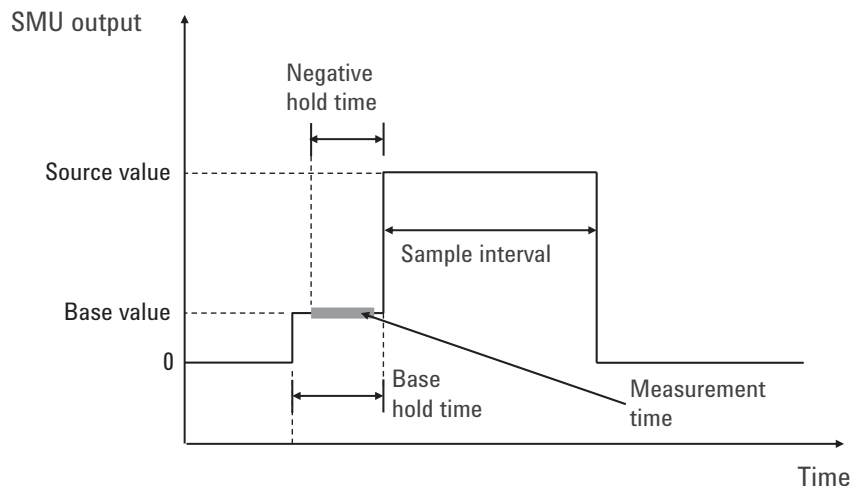 SMU output
Negative
hold time
Source value
Sample interval
Base value
0
Base
hold time
Measurement
time
Time